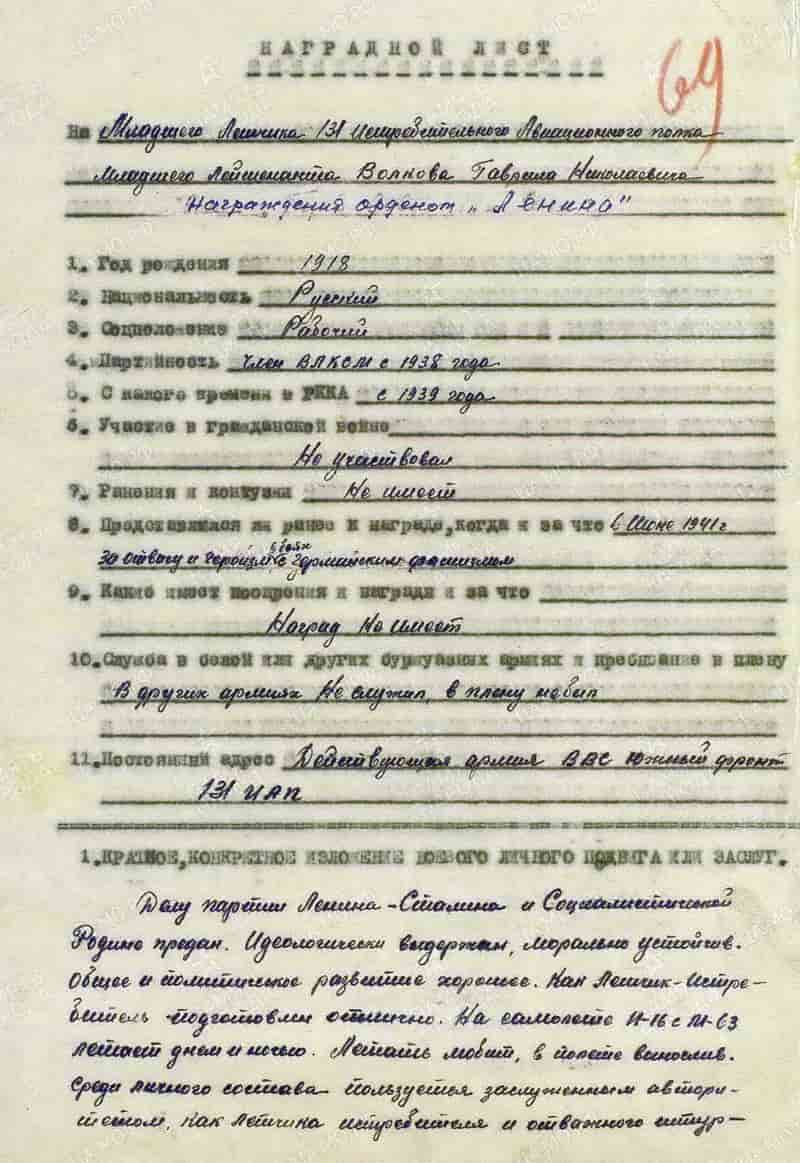 НАГРАДНОЙ ЛИСТ
64
На Младшего Летчика 131 Истребительного Авиационного полка
Младшего Лейтенанта Волкова Гаврила Николаевича
Награждения орденом „Ленина"
1. Год рождения 1918
2. Национальность Русский
3. Соцположение Рабочий
4. Партийность Член ВЛКСМ с 1938 года
5. С какого времени в РККА с 1939 года
6. Участие в гражданской войне
Не участвовал
7. Ранения и контузии Не имеет
8. Представлялся ли ранее к награде, когда и за что в Июне 1941 г
За отвагу и героизм в боях с германским фашизмом
9. Какие имеет поощрения и награды и за что
Наград Не имеет
10. Служба в белой или других буржуазных армиях и пребывание в плену
В других армиях Не служил, в плену не был
11. Постоянный адрес Действующая армия ВВС Южный фронт
131 ИАП
1. КРАТКОЕ, КОНКРЕТНОЕ ИЗЛОЖЕНИЕ БОЕВОГО ЛИЧНОГО ПОДВИГА ИЛИ ЗАСЛУГ.
Делу партии Ленина-Сталина и Социалистической
Родине предан. Идеологически выдержан, морально устойчив.
Общее и политическое развитие хорошее. Как Летчик-Истре-
битель подготовлен отлично. На самолете И-16 с М-63
летает днем и ночью. Летать любит, в полете вынослив.
Среди личного состава пользуется заслуженным автори-
тетом, как Летчика истребителя и отважного штур-